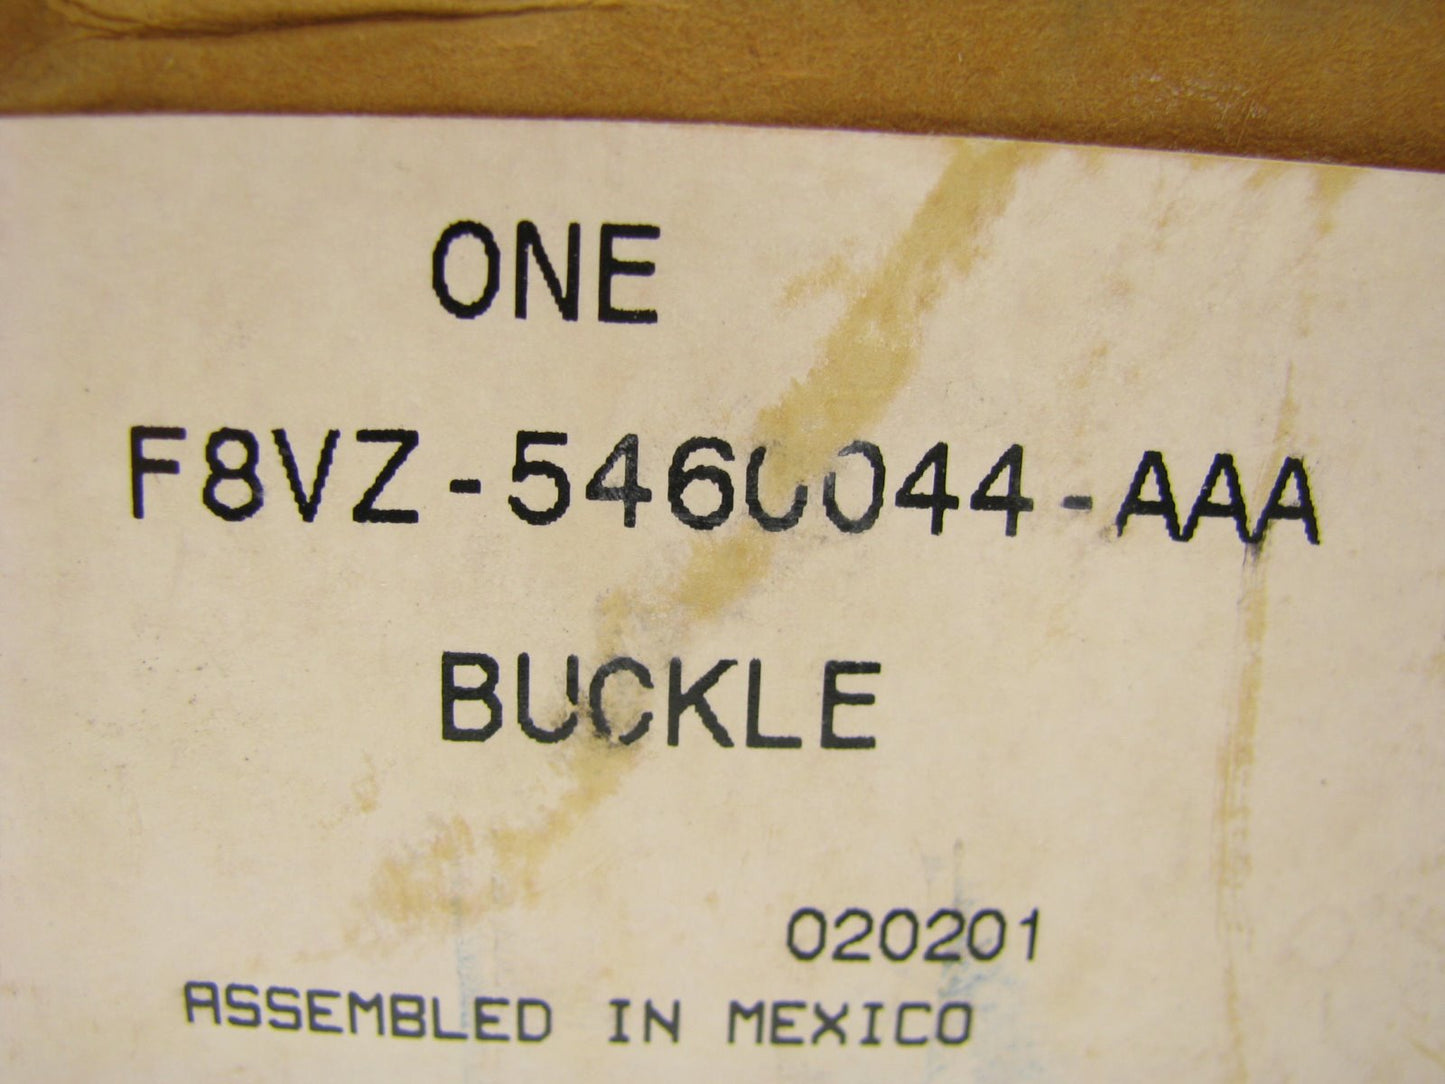 ONE
F8VZ-5460044-AAA
BUCKLE
020201
ASSEMBLED IN MEXICO